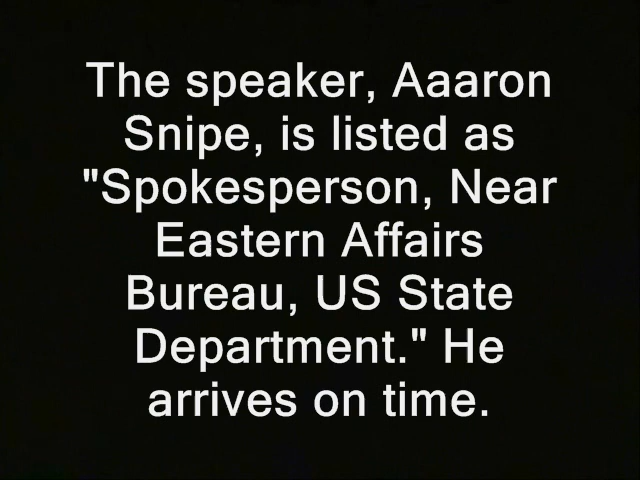 The speaker, Aaaron
Snipe, is listed as
"Spokesperson, Near
Eastern Affairs
Bureau, US State
Department." He
arrives on time.